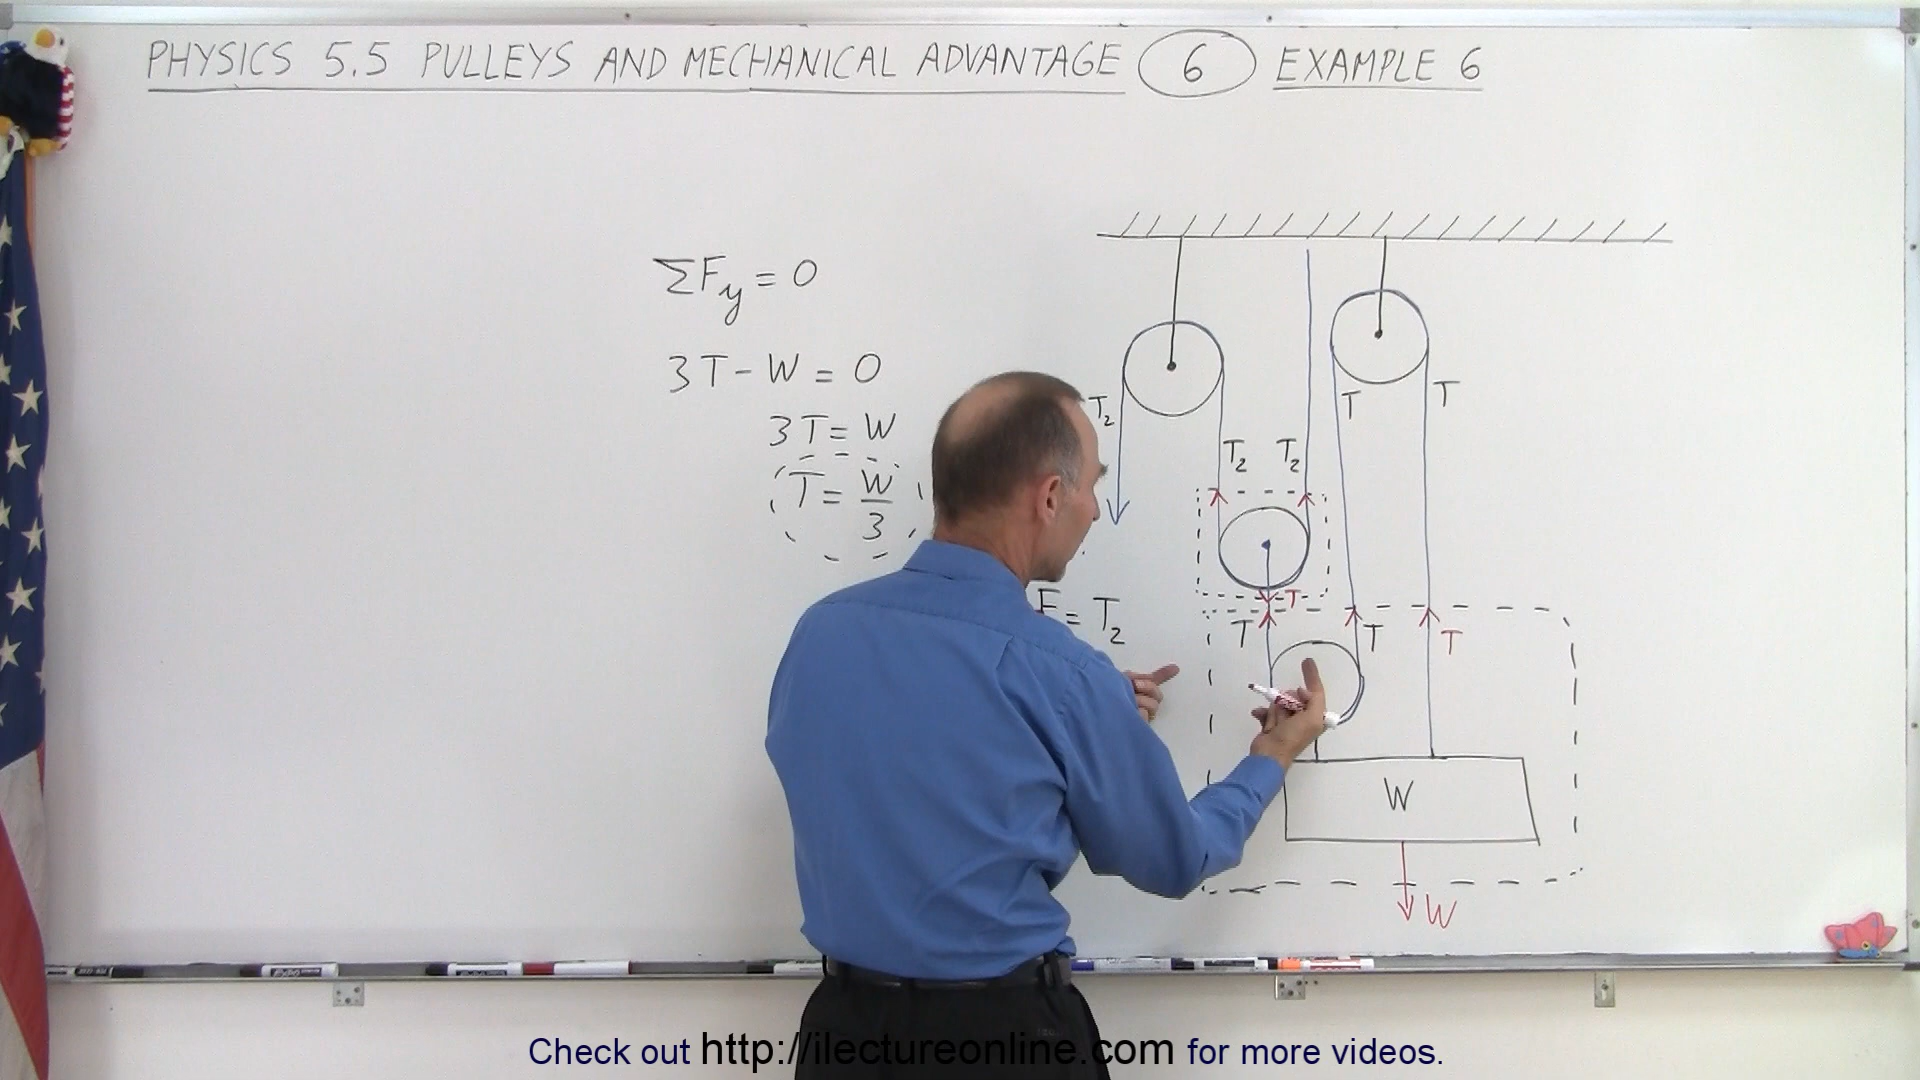 PHYSICS 5.5 PULLEYS AND MECHANICAL ADVANTAGE 6 EXAMPLE 6
ΣFy = 0
3T - W = 0
3T = W
T = W/3
F = T2
T2
T2
T2
T
T
T
T
T
T
W
W
Check out http://ilectureonline.com for more videos.